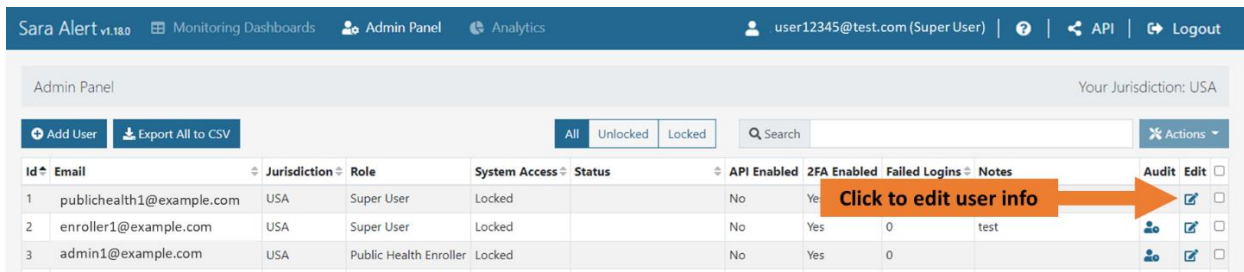 Sara Alert v1.18.0 Monitoring Dashboards Admin Panel Analytics user12345@test.com (Super User) | ? | API | Logout
Admin Panel Your Jurisdiction: USA
Add User Export All to CSV All Unlocked Locked Search Actions
Id Email Jurisdiction Role System Access Status API Enabled 2FA Enabled Failed Logins Notes Audit Edit
1 publichealth1@example.com USA Super User Locked No Click to edit user info
2 enroller1@example.com USA Super User Locked No Yes 0 test
3 admin1@example.com USA Public Health Enroller Locked No Yes 0